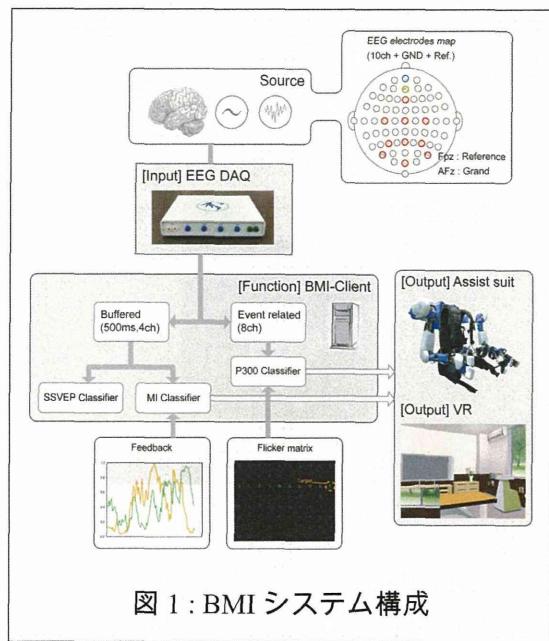 EEG electrodes map
(10ch + GND + Ref.)
Source
Fpz : Reference
AFz : Grand
[Input] EEG DAQ
[Function] BMI-Client
Buffered
(500ms,4ch)
Event related
(8ch)
P300 Classifier
SSVEP Classifier
MI Classifier
[Output] Assist suit
[Output] VR
Feedback
Flicker matrix
図 1 : BMI システム構成